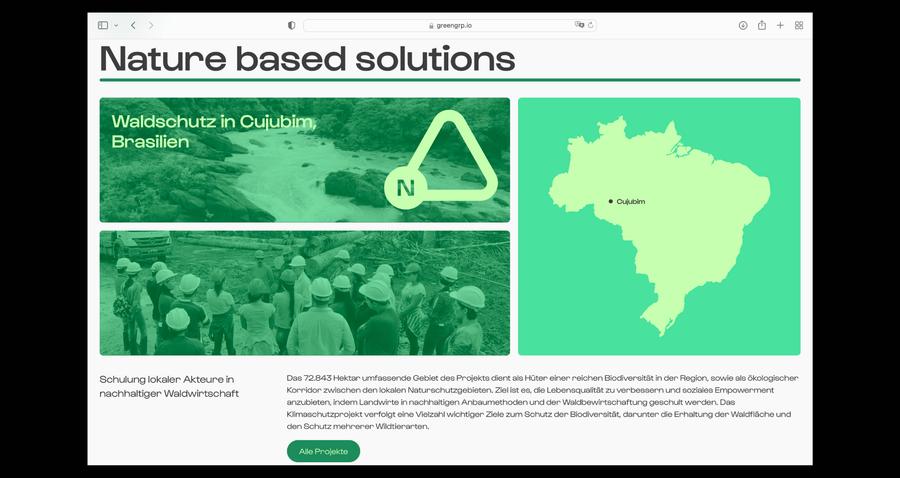 greengrp.io
Nature based solutions
Waldschutz in Cujubim,
Brasilien
N
Cujubim
Schulung lokaler Akteure in
nachhaltiger Waldwirtschaft
Das 72.843 Hektar umfassende Gebiet des Projekts dient als Hüter einer reichen Biodiversität in der Region, sowie als ökologischer
Korridor zwischen den lokalen Naturschutzgebieten. Ziel ist es, die Lebensqualität zu verbessern und soziales Empowerment
anzubieten, indem Landwirte in nachhaltigen Anbaumethoden und der Waldbewirtschaftung geschult werden. Das
Klimaschutzprojekt verfolgt eine Vielzahl wichtiger Ziele zum Schutz der Biodiversität, darunter die Erhaltung der Waldfläche und
den Schutz mehrerer Wildtierarten.
Alle Projekte